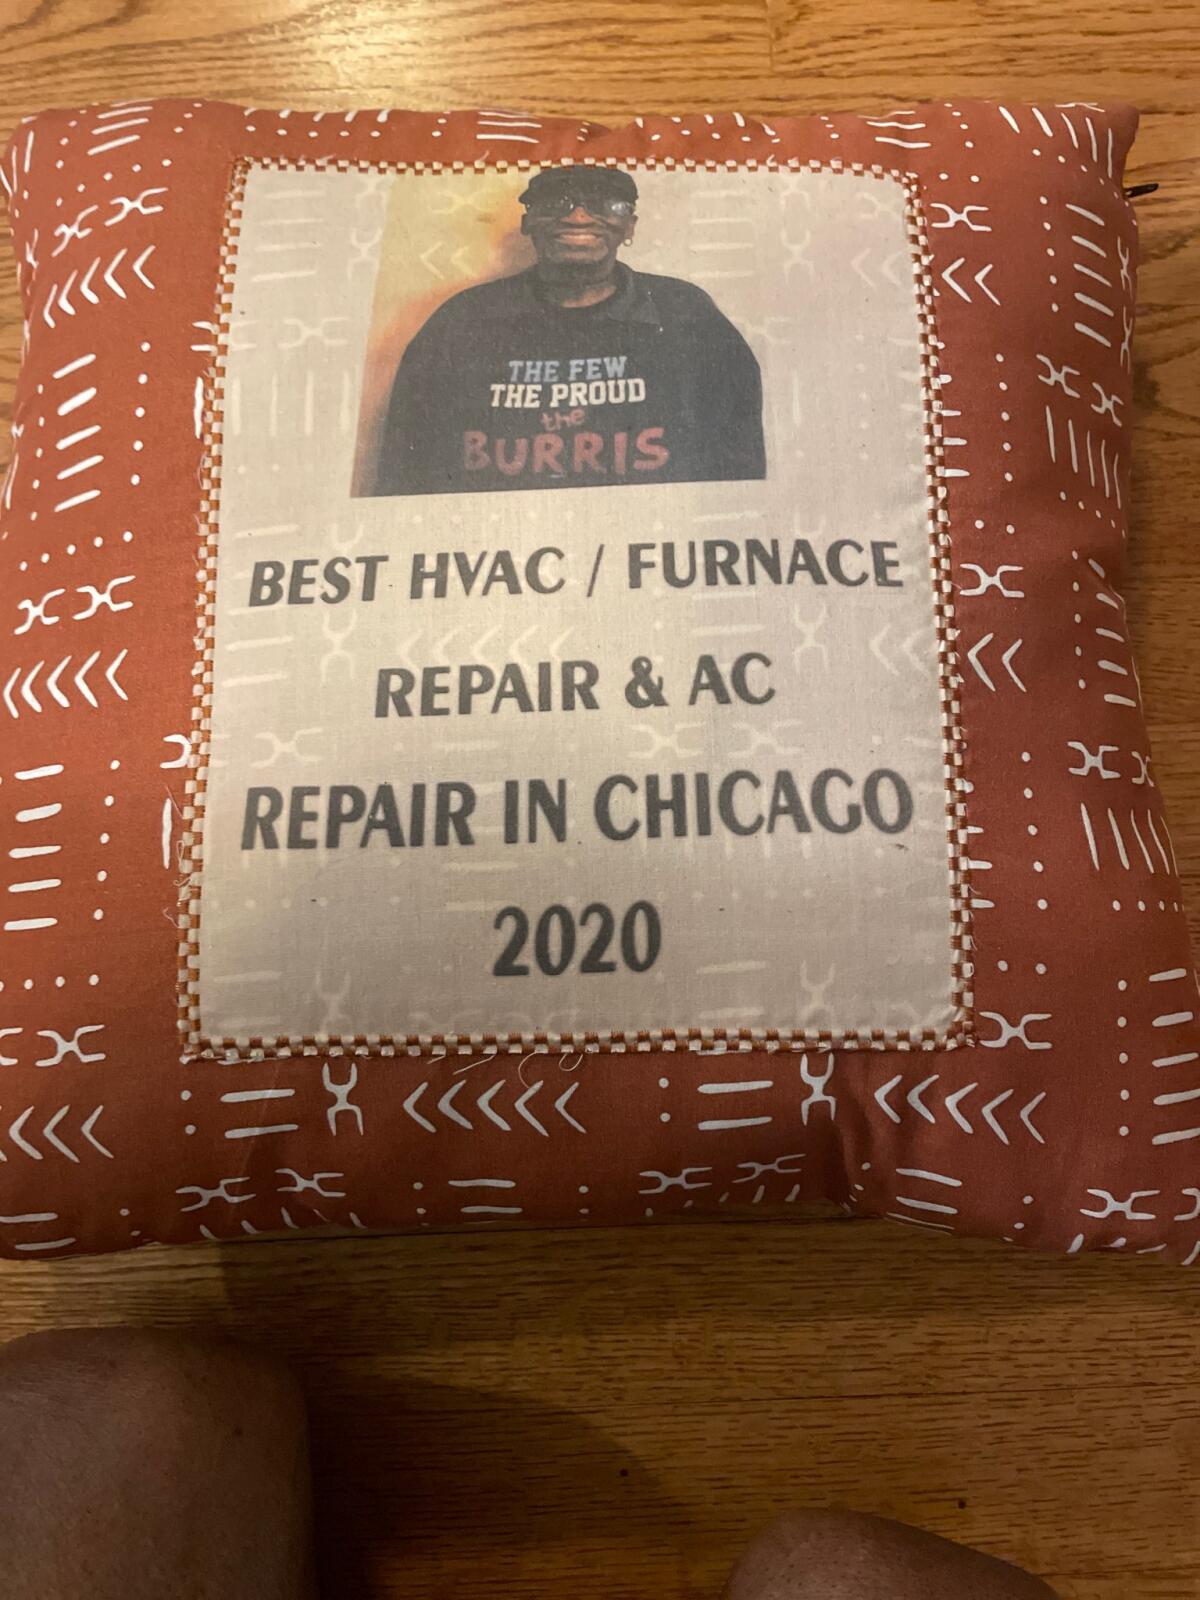 THE FEW
THE PROUD
the
BURRIS
BEST HVAC / FURNACE
REPAIR & AC
REPAIR IN CHICAGO
2020